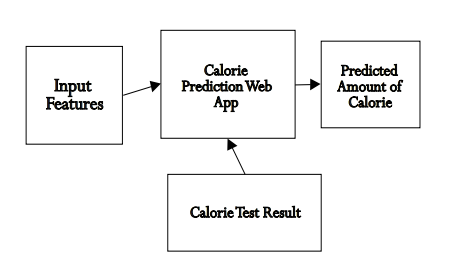 Input
Features
Calorie
Prediction Web
App
Predicted
Amount of
Calorie
Calorie Test Result